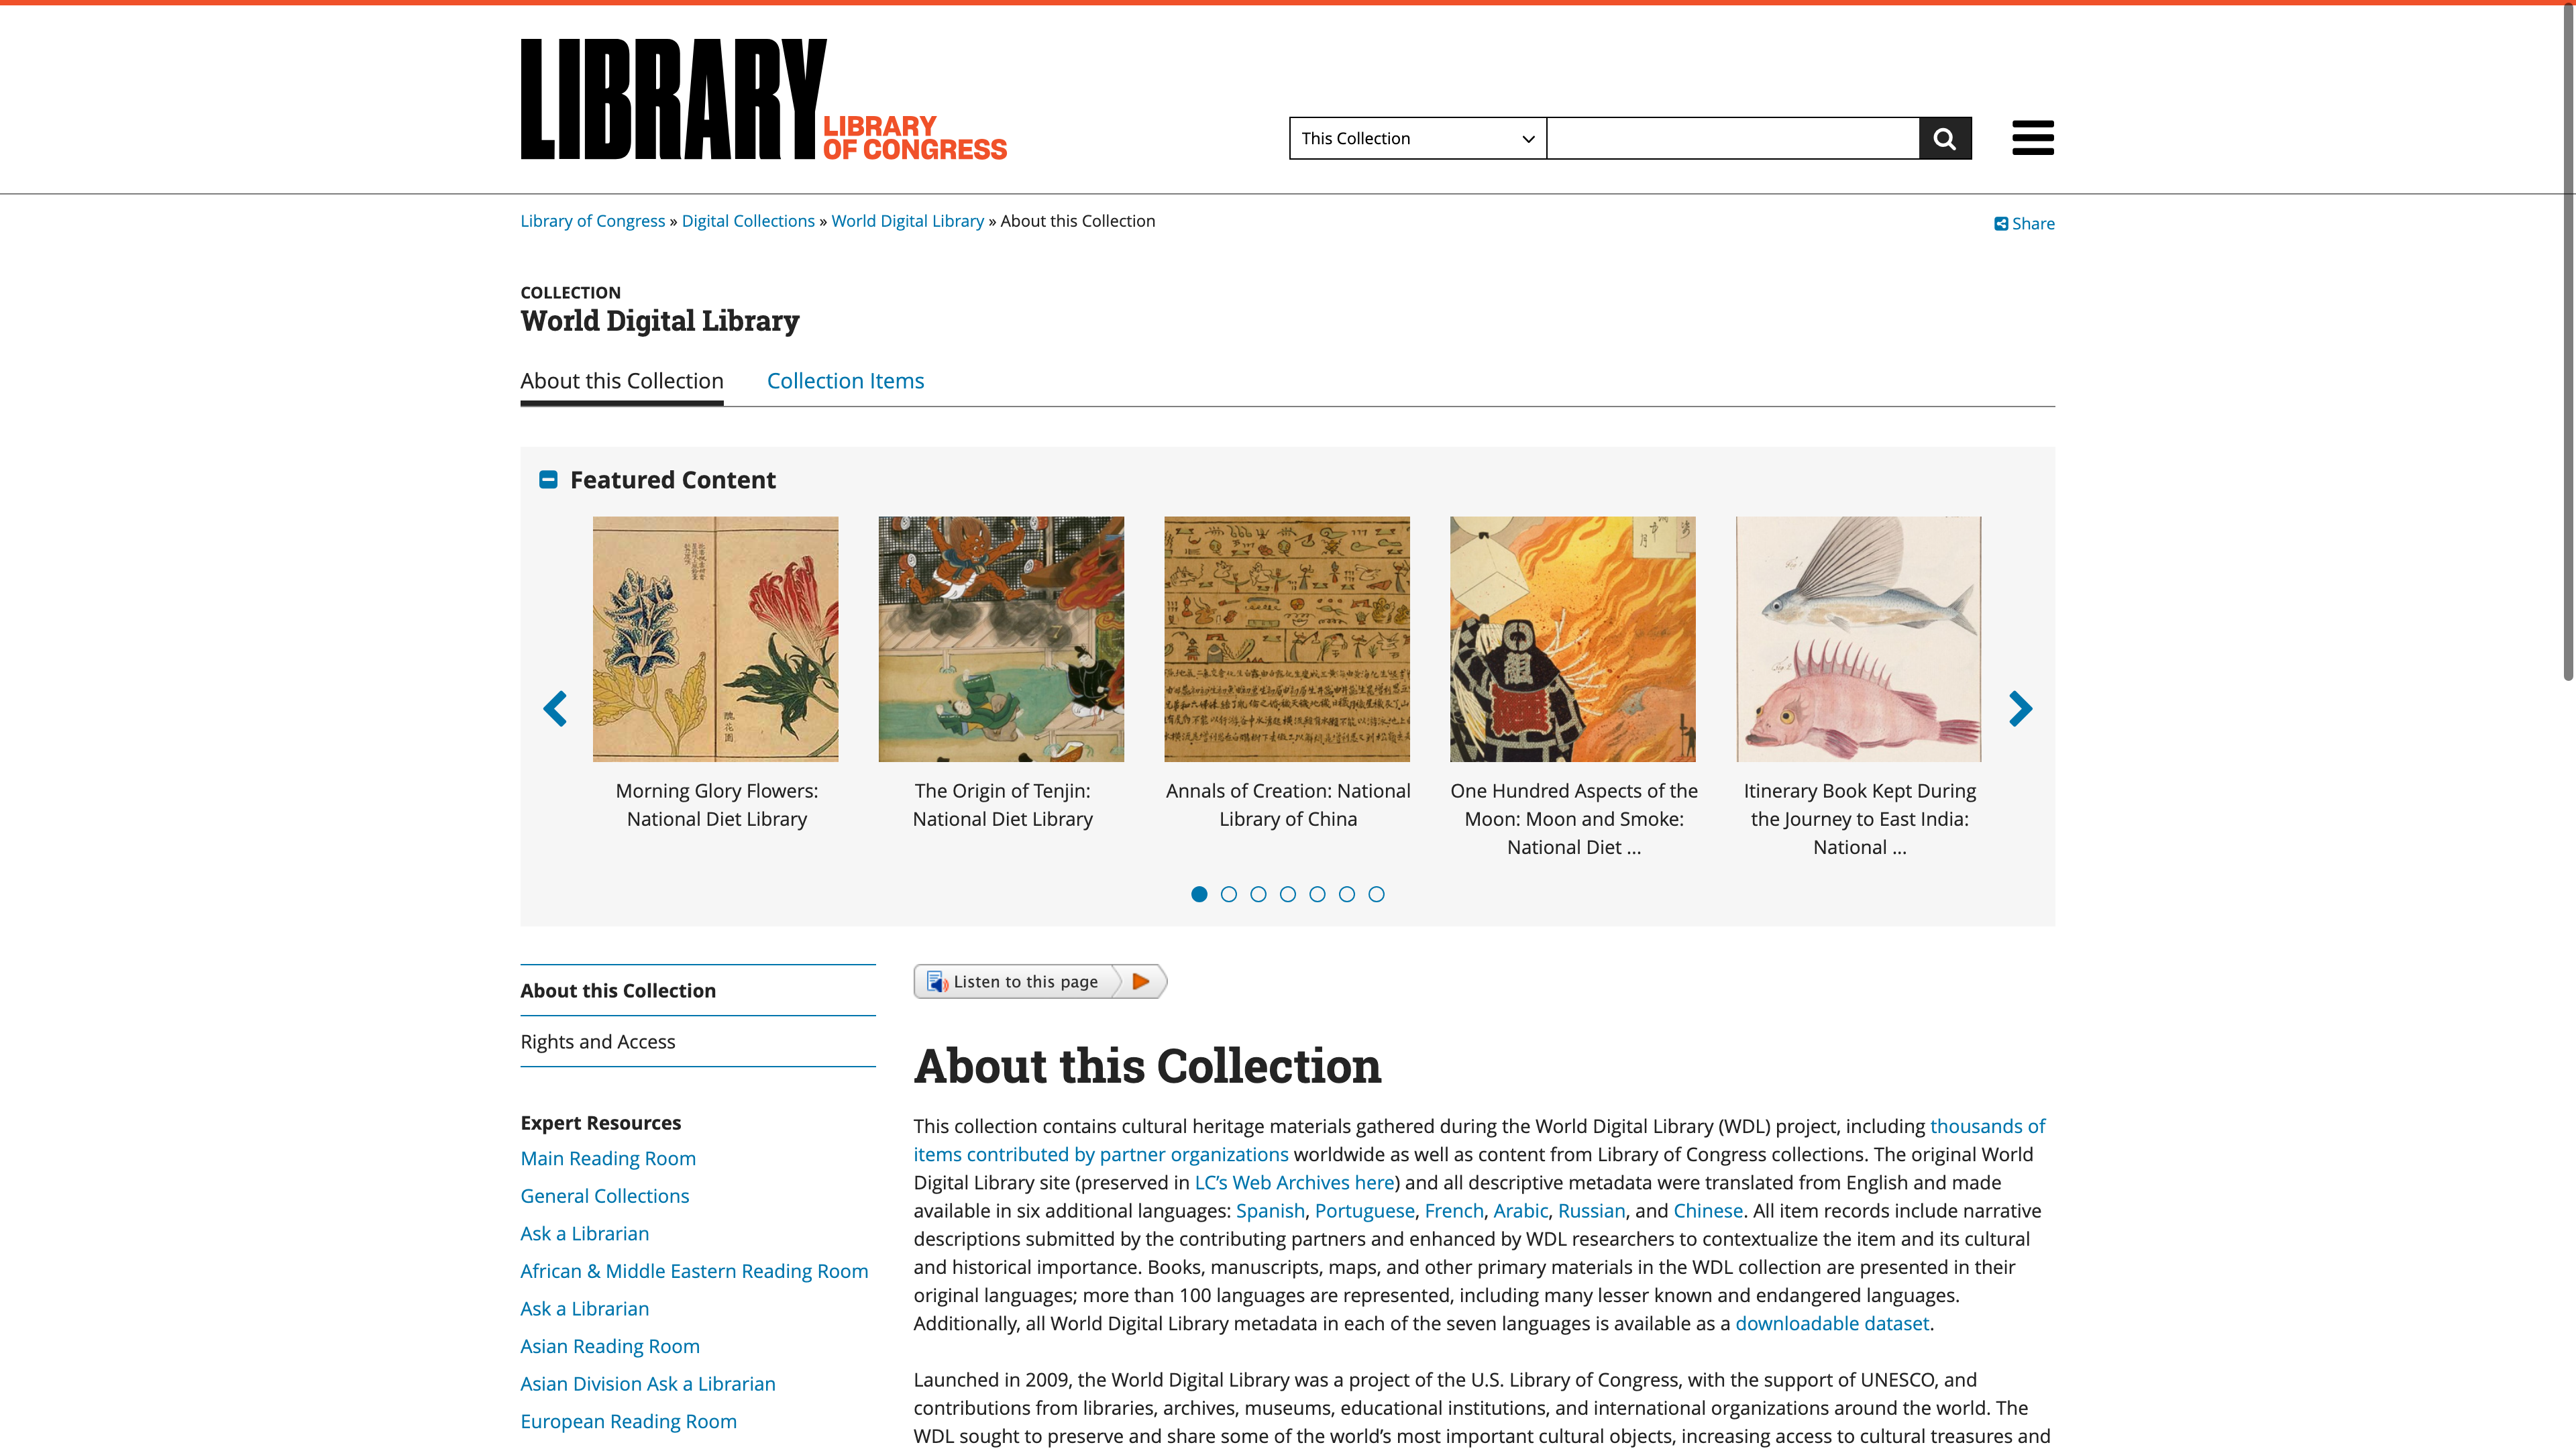 LIBRARY
LIBRARY
OF CONGRESS
This Collection
Library of Congress » Digital Collections » World Digital Library » About this Collection
Share
COLLECTION
World Digital Library
About this Collection
Collection Items
Featured Content
Morning Glory Flowers:
National Diet Library
The Origin of Tenjin:
National Diet Library
Annals of Creation: National
Library of China
One Hundred Aspects of the
Moon: Moon and Smoke:
National Diet ...
Itinerary Book Kept During
the Journey to East India:
National ...
About this Collection
Rights and Access
Expert Resources
Main Reading Room
General Collections
Ask a Librarian
African & Middle Eastern Reading Room
Ask a Librarian
Asian Reading Room
Asian Division Ask a Librarian
European Reading Room
Listen to this page
About this Collection
This collection contains cultural heritage materials gathered during the World Digital Library (WDL) project, including thousands of
items contributed by partner organizations worldwide as well as content from Library of Congress collections. The original World
Digital Library site (preserved in LC’s Web Archives here) and all descriptive metadata were translated from English and made
available in six additional languages: Spanish, Portuguese, French, Arabic, Russian, and Chinese. All item records include narrative
descriptions submitted by the contributing partners and enhanced by WDL researchers to contextualize the item and its cultural
and historical importance. Books, manuscripts, maps, and other primary materials in the WDL collection are presented in their
original languages; more than 100 languages are represented, including many lesser known and endangered languages.
Additionally, all World Digital Library metadata in each of the seven languages is available as a downloadable dataset.
Launched in 2009, the World Digital Library was a project of the U.S. Library of Congress, with the support of UNESCO, and
contributions from libraries, archives, museums, educational institutions, and international organizations around the world. The
WDL sought to preserve and share some of the world’s most important cultural objects, increasing access to cultural treasures and